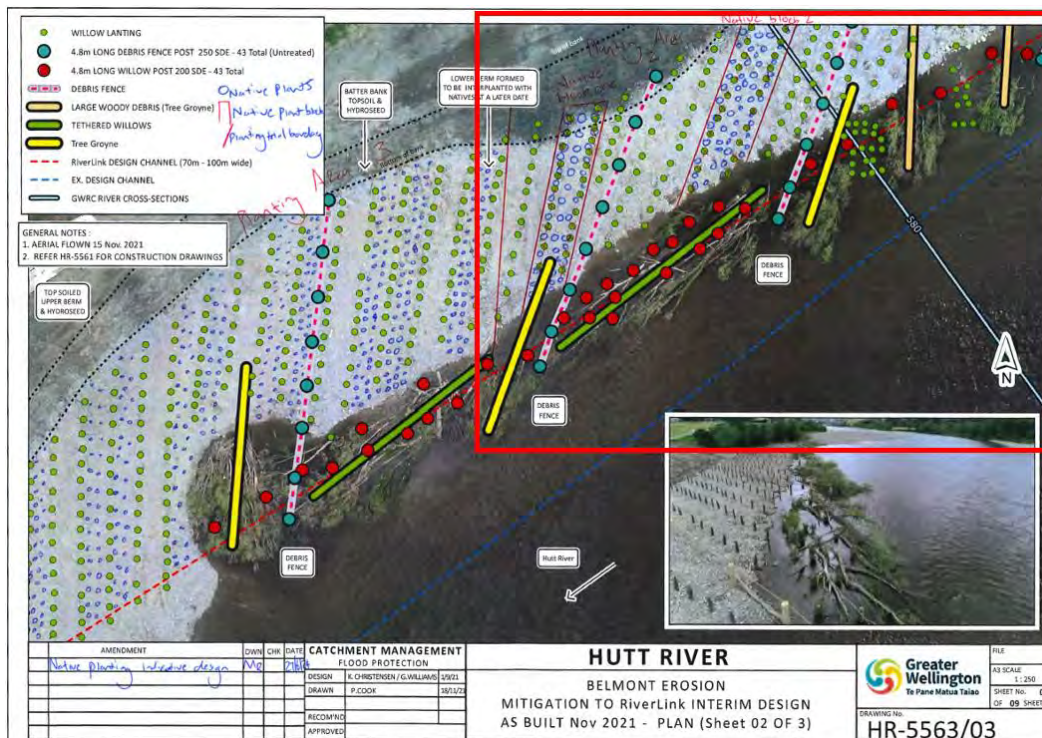 WILLOW LANTING
4.8m LONG DEBRIS FENCE POST 250 SDE - 43 Total (Untreated)
4.8m LONG WILLOW POST 200 SDE - 43 Total
DEBRIS FENCE
LARGE WOODY DEBRIS (Tree Groyne)
TETHERED WILLOWS
Tree Groyne
RiverLink DESIGN CHANNEL (70m - 100m wide)
EX. DESIGN CHANNEL
GWRC RIVER CROSS-SECTIONS
Native Plants
Native Plant block
Planting trial boundary
GENERAL NOTES :
1. AERIAL FLOWN 15 Nov. 2021
2. REFER HR-5561 FOR CONSTRUCTION DRAWINGS
TOP SOILED
UPPER BERM
& HYDROSEED
BATTER BANK
TOPSOIL &
HYDROSEED
LOWER BERM FORMED
TO BE INTERPLANTED WITH
NATIVES AT A LATER DATE
Planting Area
Native block 2
Planting Area
Native
580
N
DEBRIS
FENCE
DEBRIS
FENCE
DEBRIS
FENCE
Hutt River
AMENDMENT DWN CHK DATE
Native planting
CATCHMENT MANAGEMENT
FLOOD PROTECTION
DESIGN K. CHRISTENSEN / G.WILLIAMS 1/9/21
DRAWN P.COOK
RECOM'ND
APPROVED
HUTT RIVER
BELMONT EROSION
MITIGATION TO RiverLink INTERIM DESIGN
AS BUILT Nov 2021 - PLAN (Sheet 02 OF 3)
Greater
Wellington
Te Pane Matua Taiao
FILE
A3 SCALE
1 : 250
SHEET No.
OF 09 SHEET
DRAWING No.
HR-5563/03